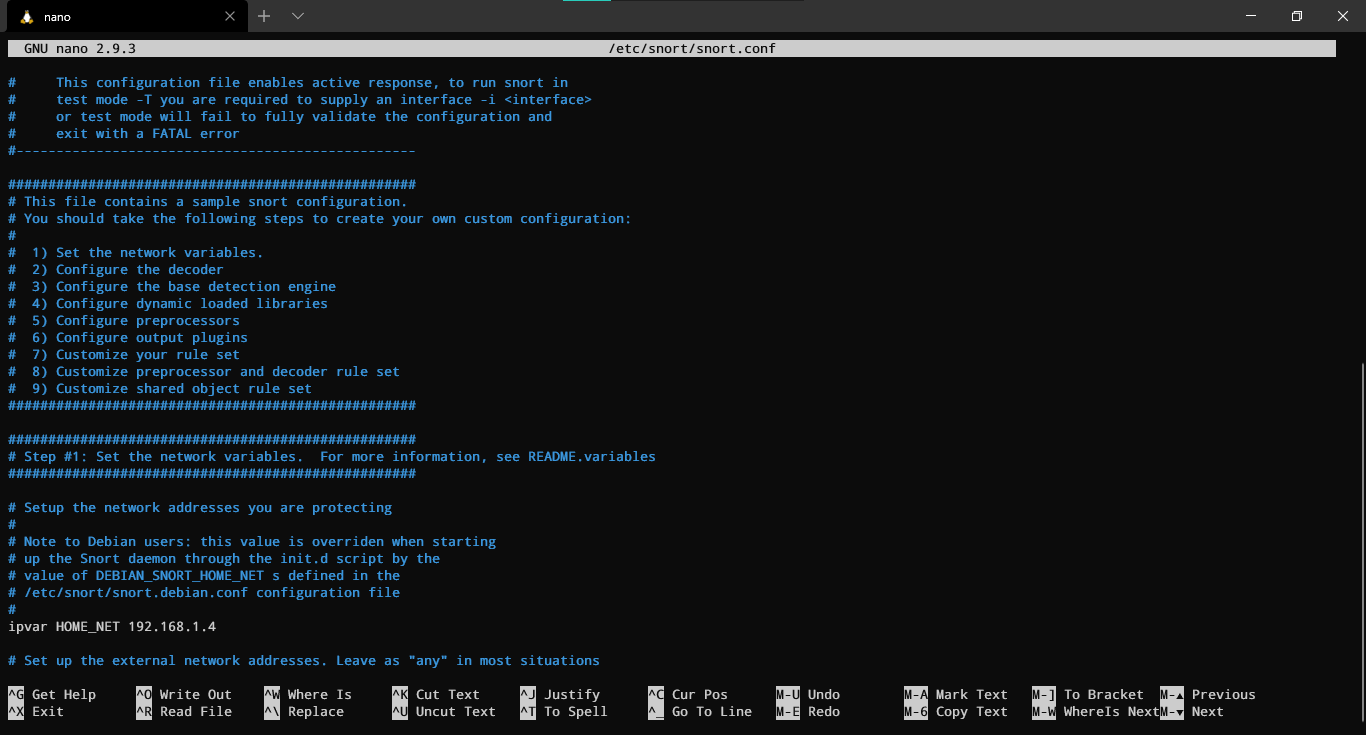 nano
GNU nano 2.9.3 /etc/snort/snort.conf
#     This configuration file enables active response, to run snort in
#     test mode -T you are required to supply an interface -i <interface>
#     or test mode will fail to fully validate the configuration and
#     exit with a FATAL error
#--------------------------------------------------
###################################################
# This file contains a sample snort configuration.
# You should take the following steps to create your own custom configuration:
#
#  1) Set the network variables.
#  2) Configure the decoder
#  3) Configure the base detection engine
#  4) Configure dynamic loaded libraries
#  5) Configure preprocessors
#  6) Configure output plugins
#  7) Customize your rule set
#  8) Customize preprocessor and decoder rule set
#  9) Customize shared object rule set
###################################################
###################################################
# Step #1: Set the network variables.  For more information, see README.variables
###################################################
# Setup the network addresses you are protecting
#
# Note to Debian users: this value is overriden when starting
# up the Snort daemon through the init.d script by the
# value of DEBIAN_SNORT_HOME_NET s defined in the
# /etc/snort/snort.debian.conf configuration file
#
ipvar HOME_NET 192.168.1.4
# Set up the external network addresses. Leave as "any" in most situations
^G Get Help ^O Write Out ^W Where Is ^K Cut Text ^J Justify ^C Cur Pos M-U Undo M-A Mark Text M-] To Bracket M-▲ Previous
^X Exit ^R Read File ^\ Replace ^U Uncut Text ^T To Spell ^_ Go To Line M-E Redo M-6 Copy Text M-W WhereIs Next M-▼ Next